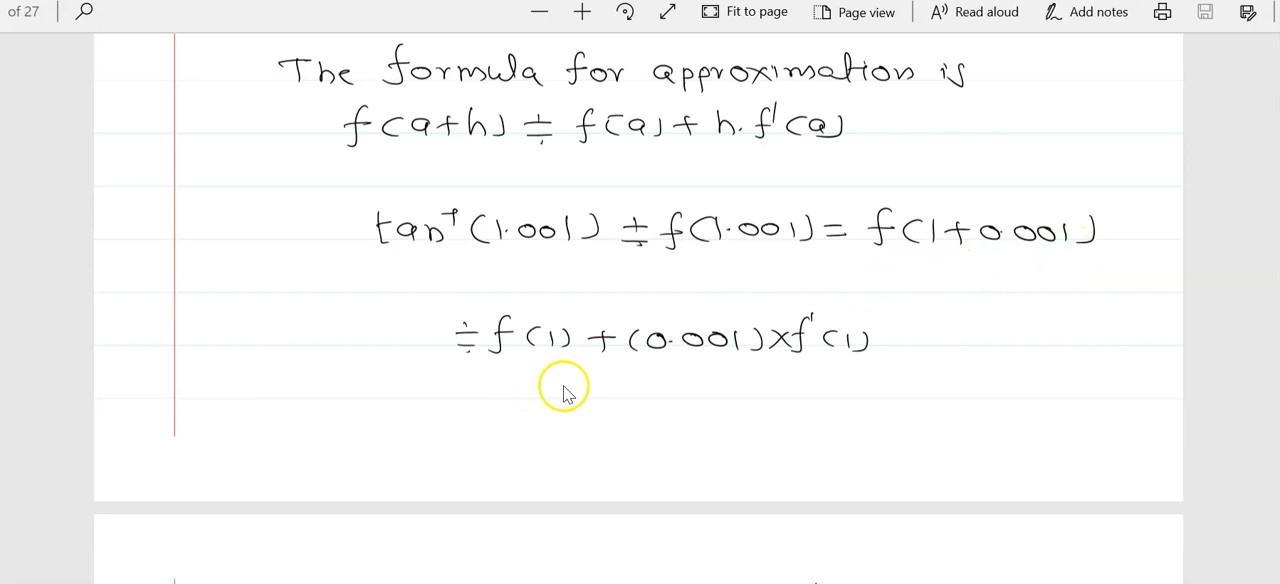 of 27 Fit to page Page view Read aloud Add notes
The formula for approximation is
f(a+h) ≑ f(a) + h. f'(a)
tan⁻¹ (1.001) ≑ f(1.001) = f(1+0.001)
≑ f (1) + (0.001) × f' (1)